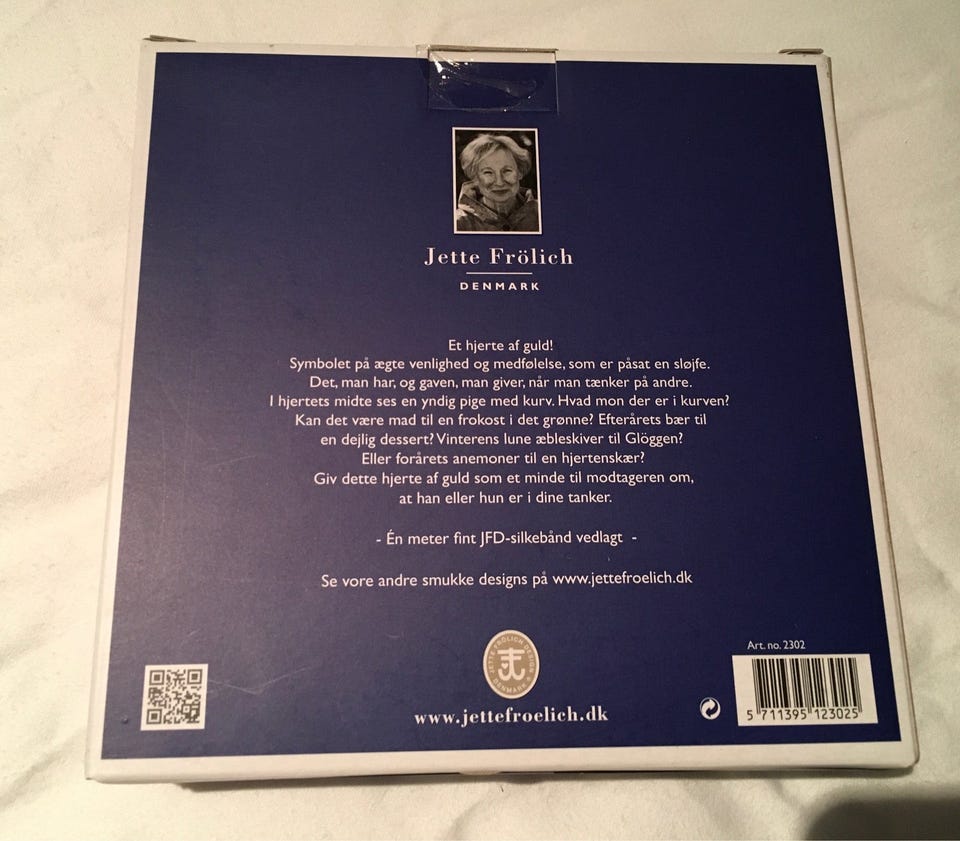 Jette Frölich
DENMARK
Et hjerte af guld!
Symbolet på ægte venlighed og medfølelse, som er påsat en sløjfe.
Det, man har, og gaven, man giver, når man tænker på andre.
I hjertets midte ses en yndig pige med kurv. Hvad mon der er i kurven?
Kan det være mad til en frokost i det grønne? Efterårets bær til
en dejlig dessert? Vinterens lune æbleskiver til Glöggen?
Eller forårets anemoner til en hjertenskær?
Giv dette hjerte af guld som et minde til modtageren om,
at han eller hun er i dine tanker.
- Én meter fint JFD-silkebånd vedlagt -
Se vore andre smukke designs på www.jettefroelich.dk
JETTE FRÖLICH DESIGN
DENMARK
www.jettefroelich.dk
Art. no. 2302
5 711395 123025